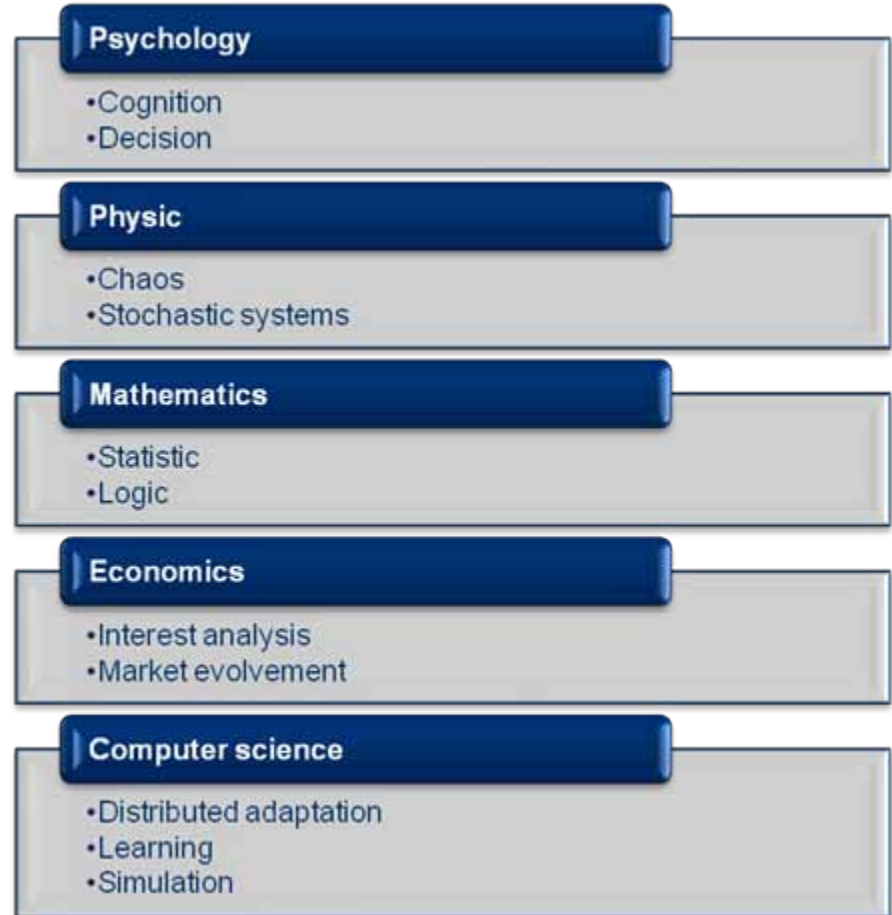 Psychology
•Cognition
•Decision
Physic
•Chaos
•Stochastic systems
Mathematics
•Statistic
•Logic
Economics
•Interest analysis
•Market evolvement
Computer science
•Distributed adaptation
•Learning
•Simulation